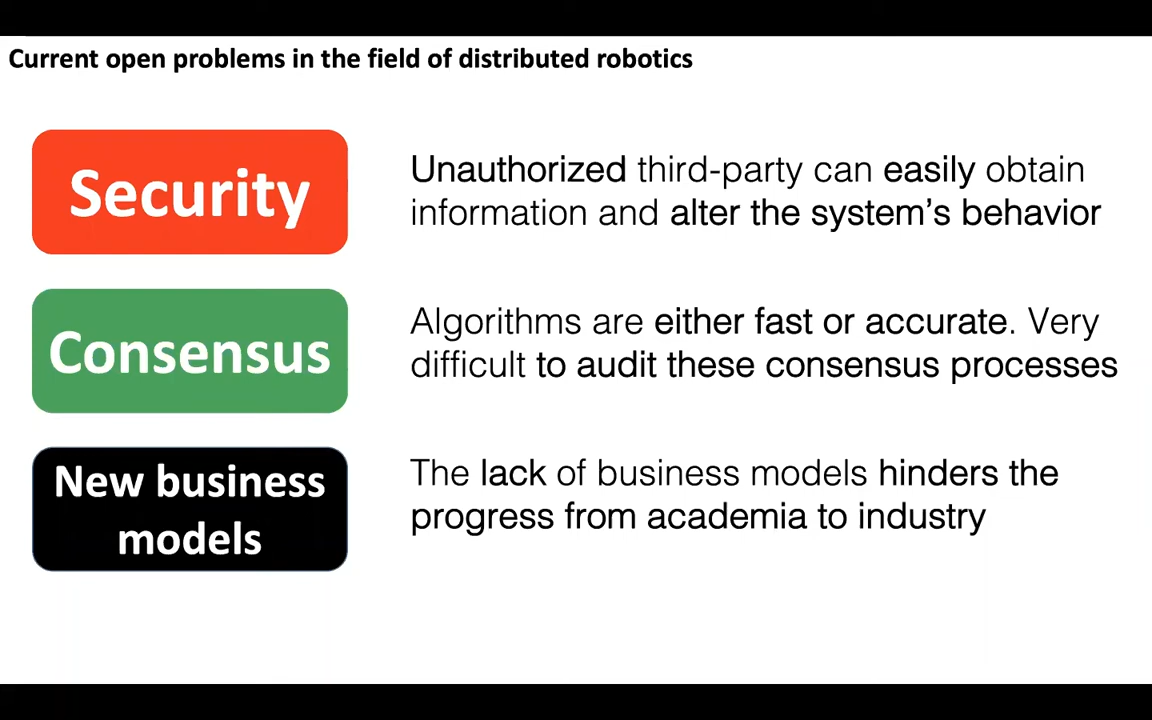 Current open problems in the field of distributed robotics
Security
Unauthorized third-party can easily obtain
information and alter the system’s behavior
Consensus
Algorithms are either fast or accurate. Very
difficult to audit these consensus processes
New business
models
The lack of business models hinders the
progress from academia to industry